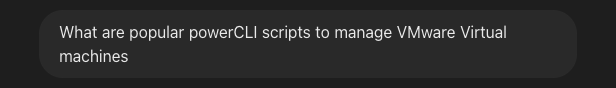 What are popular powerCLI scripts to manage VMware Virtual
machines